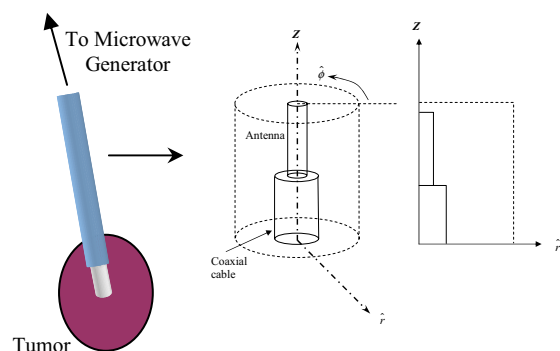 To Microwave
Generator
Tumor
z
φ̂
Antenna
Coaxial
cable
r̂
z
r̂